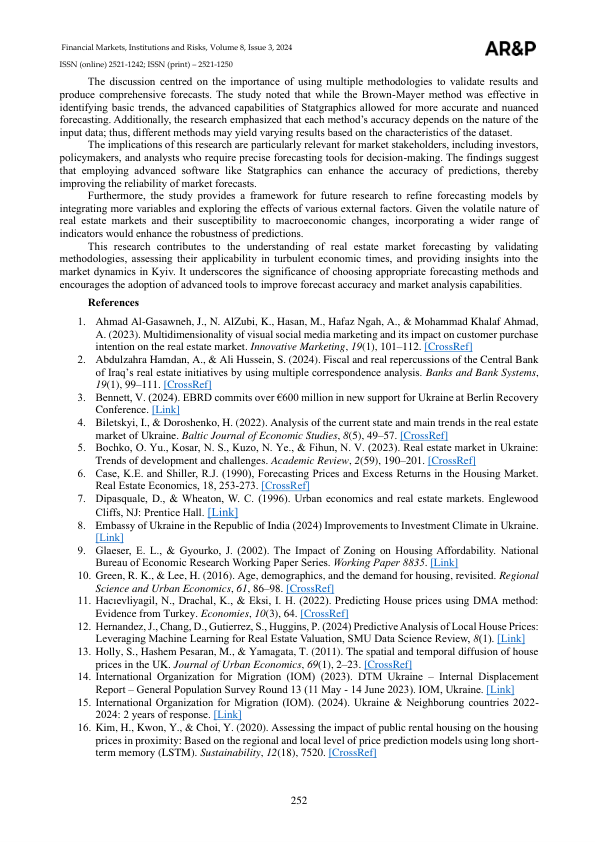 Financial Markets, Institutions and Risks, Volume 8, Issue 3, 2024
AR&P
ISSN (online) 2521-1242; ISSN (print) – 2521-1250
The discussion centred on the importance of using multiple methodologies to validate results and
produce comprehensive forecasts. The study noted that while the Brown-Mayer method was effective in
identifying basic trends, the advanced capabilities of Statgraphics allowed for more accurate and nuanced
forecasting. Additionally, the research emphasized that each method's accuracy depends on the nature of the
input data; thus, different methods may yield varying results based on the characteristics of the dataset.
The implications of this research are particularly relevant for market stakeholders, including investors,
policymakers, and analysts who require precise forecasting tools for decision-making. The findings suggest
that employing advanced software like Statgraphics can enhance the accuracy of predictions, thereby
improving the reliability of market forecasts.
Furthermore, the study provides a framework for future research to refine forecasting models by
integrating more variables and exploring the effects of various external factors. Given the volatile nature of
real estate markets and their susceptibility to macroeconomic changes, incorporating a wider range of
indicators would enhance the robustness of predictions.
This research contributes to the understanding of real estate market forecasting by validating
methodologies, assessing their applicability in turbulent economic times, and providing insights into the
market dynamics in Kyiv. It underscores the significance of choosing appropriate forecasting methods and
encourages the adoption of advanced tools to improve forecast accuracy and market analysis capabilities.
References
1. Ahmad Al-Gasawneh, J., N. AlZubi, K., Hasan, M., Hafaz Ngah, A., & Mohammad Khalaf Ahmad,
A. (2023). Multidimensionality of visual social media marketing and its impact on customer purchase
intention on the real estate market. Innovative Marketing, 19(1), 101–112. [CrossRef]
2. Abdulzahra Hamdan, A., & Ali Hussein, S. (2024). Fiscal and real repercussions of the Central Bank
of Iraq's real estate initiatives by using multiple correspondence analysis. Banks and Bank Systems,
19(1), 99–111. [CrossRef]
3. Bennett, V. (2024). EBRD commits over €600 million in new support for Ukraine at Berlin Recovery
Conference. [Link]
4. Biletskyi, I., & Doroshenko, H. (2022). Analysis of the current state and main trends in the real estate
market of Ukraine. Baltic Journal of Economic Studies, 8(5), 49–57. [CrossRef]
5. Bochko, O. Yu., Kosar, N. S., Kuzo, N. Ye., & Fihun, N. V. (2023). Real estate market in Ukraine:
Trends of development and challenges. Academic Review, 2(59), 190–201. [CrossRef]
6. Case, K.E. and Shiller, R.J. (1990), Forecasting Prices and Excess Returns in the Housing Market.
Real Estate Economics, 18, 253-273. [CrossRef]
7. Dipasquale, D., & Wheaton, W. C. (1996). Urban economics and real estate markets. Englewood
Cliffs, NJ: Prentice Hall. [Link]
8. Embassy of Ukraine in the Republic of India (2024) Improvements to Investment Climate in Ukraine.
[Link]
9. Glaeser, E. L., & Gyourko, J. (2002). The Impact of Zoning on Housing Affordability. National
Bureau of Economic Research Working Paper Series. Working Paper 8835. [Link]
10. Green, R. K., & Lee, H. (2016). Age, demographics, and the demand for housing, revisited. Regional
Science and Urban Economics, 61, 86–98. [CrossRef]
11. Hacıevliyagil, N., Drachal, K., & Eksi, I. H. (2022). Predicting House prices using DMA method:
Evidence from Turkey. Economies, 10(3), 64. [CrossRef]
12. Hernandez, J., Chang, D., Gutierrez, S., Huggins, P. (2024) Predictive Analysis of Local House Prices:
Leveraging Machine Learning for Real Estate Valuation, SMU Data Science Review, 8(1). [Link]
13. Holly, S., Hashem Pesaran, M., & Yamagata, T. (2011). The spatial and temporal diffusion of house
prices in the UK. Journal of Urban Economics, 69(1), 2–23. [CrossRef]
14. International Organization for Migration (IOM) (2023). DTM Ukraine – Internal Displacement
Report – General Population Survey Round 13 (11 May - 14 June 2023). IOM, Ukraine. [Link]
15. International Organization for Migration (IOM). (2024). Ukraine & Neighborung countries 2022-
2024: 2 years of response. [Link]
16. Kim, H., Kwon, Y., & Choi, Y. (2020). Assessing the impact of public rental housing on the housing
prices in proximity: Based on the regional and local level of price prediction models using long short-
term memory (LSTM). Sustainability, 12(18), 7520. [CrossRef]
252